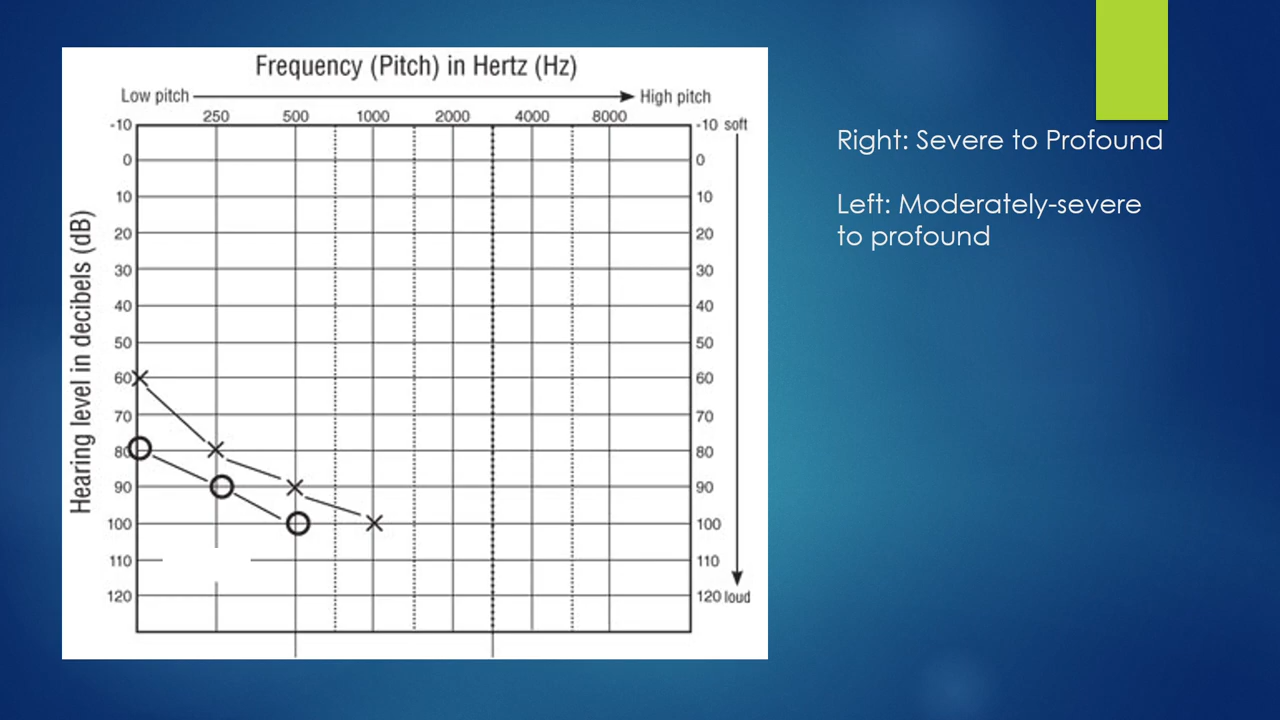 Frequency (Pitch) in Hertz (Hz)
Low pitch High pitch
250 500 1000 2000 4000 8000
-10 -10 soft
0 0
10 10
20 20
30 30
40 40
50 50
60 60
70 70
80 80
90 90
100 100
110 110
120 120 loud
Hearing level in decibels (dB)
Right: Severe to Profound
Left: Moderately-severe
to profound